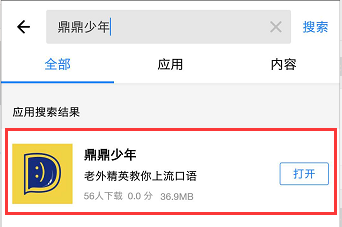 鼎鼎少年 搜索
全部 应用 内容
应用搜索结果
鼎鼎少年
老外精英教你上流口语
打开
56人下载 0.0 分 36.9MB